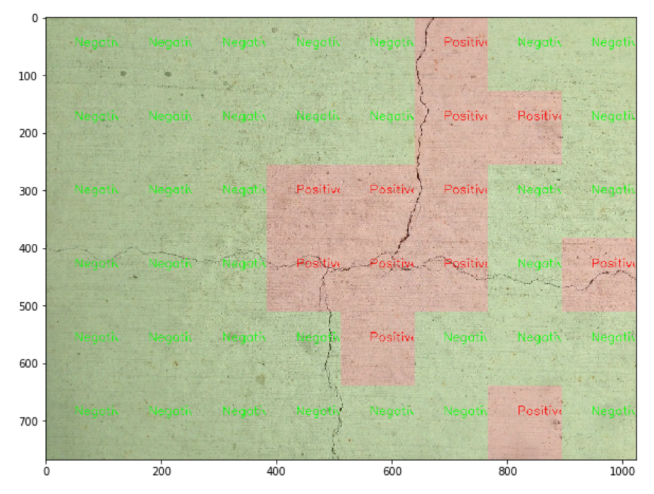 0
Negativ Negativ Negativ Negativ Negativ Positiv Negativ Negativ
100
Negativ Negativ Negativ Negativ Negativ Positiv Positiv Negativ
200
300 Negativ Negativ Negativ Positiv Positiv Positiv Negativ Negativ
400
Negativ Negativ Negativ Positiv Positiv Positiv Negativ Positiv
500
Negativ Negativ Negativ Negativ Positiv Negativ Negativ Negativ
600
Negativ Negativ Negativ Negativ Negativ Negativ Positiv Negativ
700
0 200 400 600 800 1000